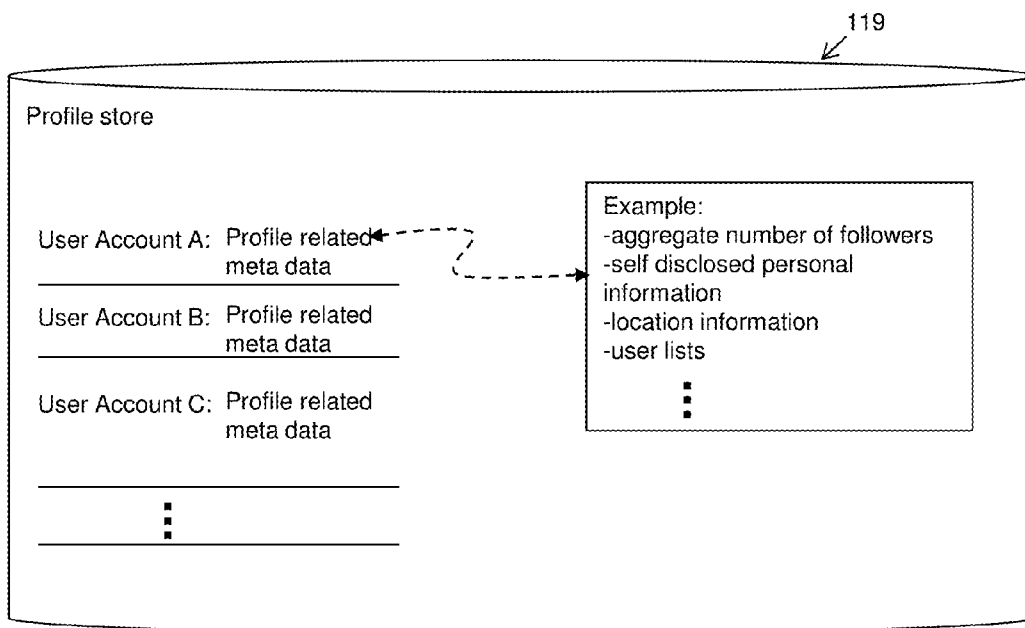 119
Profile store
User Account A: Profile related
meta data
User Account B: Profile related
meta data
User Account C: Profile related
meta data
Example:
-aggregate number of followers
-self disclosed personal
information
-location information
-user lists